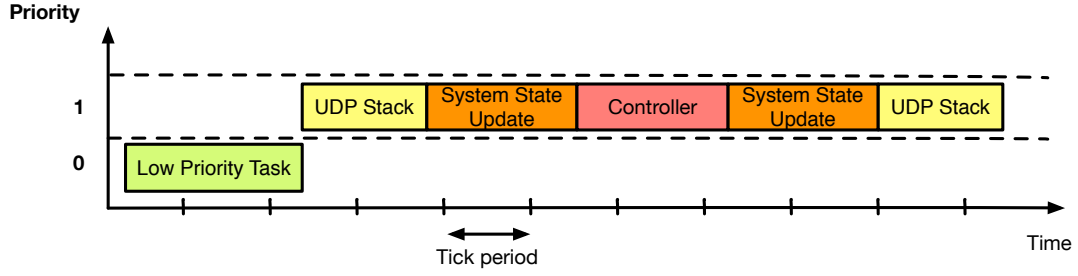 Priority
1
UDP Stack
System State
Update
Controller
System State
Update
UDP Stack
0
Low Priority Task
Tick period
Time